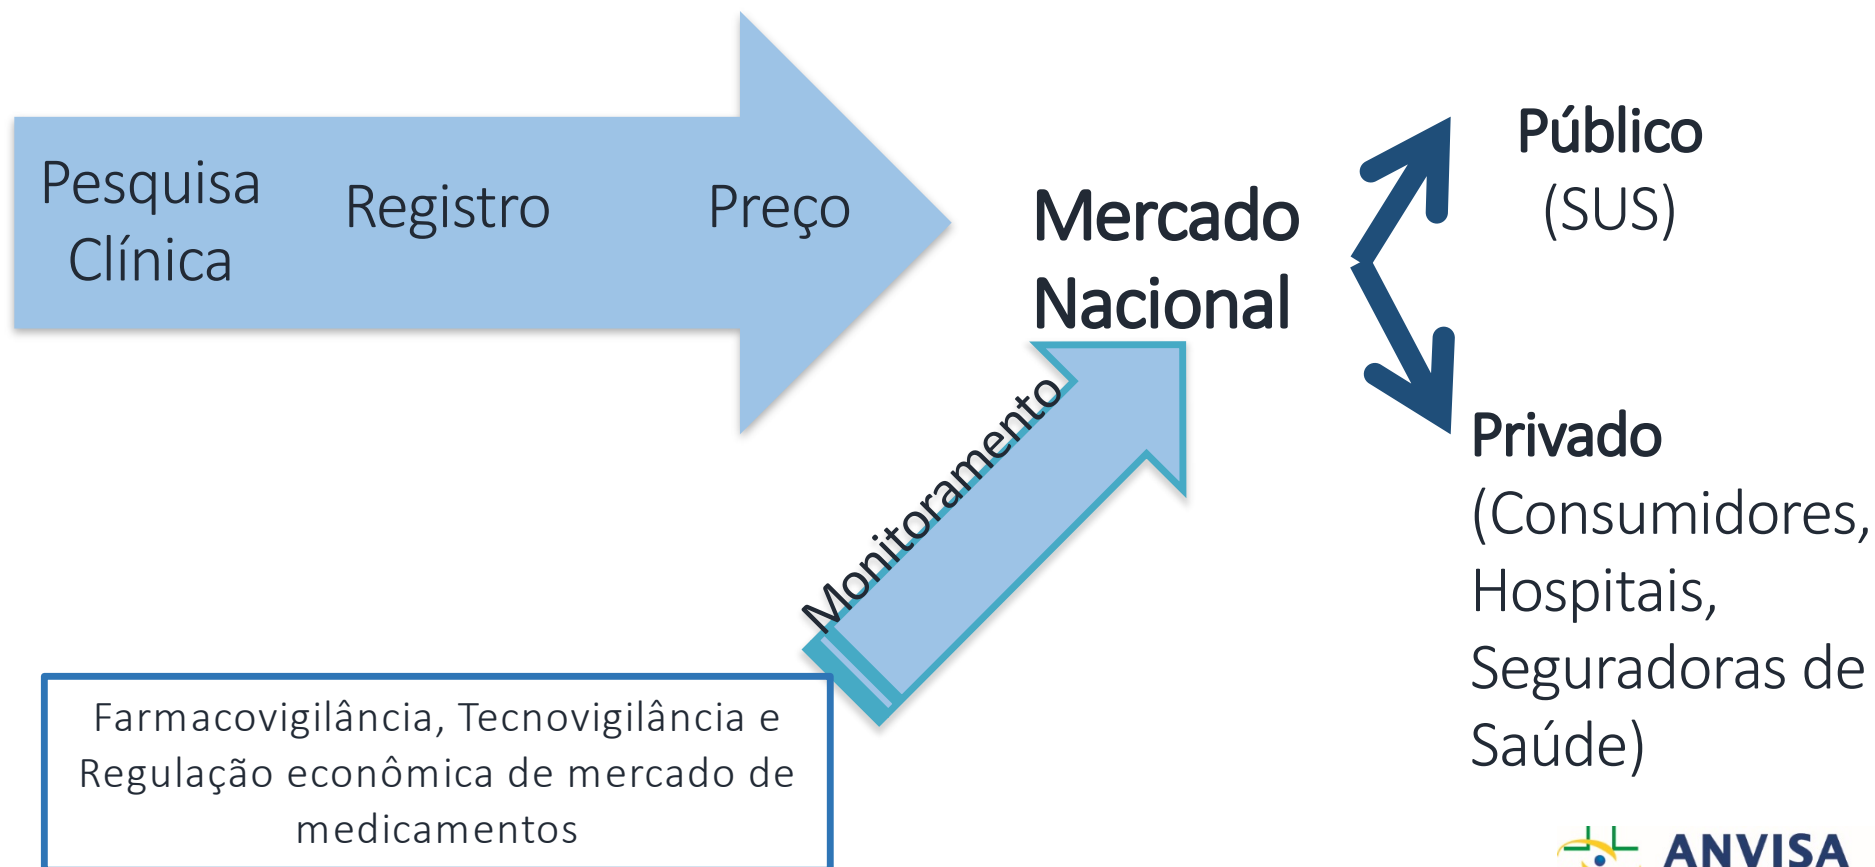 Pesquisa
Clínica
Registro
Preço
Mercado
Nacional
Público
(SUS)
Privado
(Consumidores,
Hospitais,
Seguradoras de
Saúde)
Monitoramento
Farmacovigilância, Tecnovigilância e
Regulação econômica de mercado de
medicamentos
ANVISA